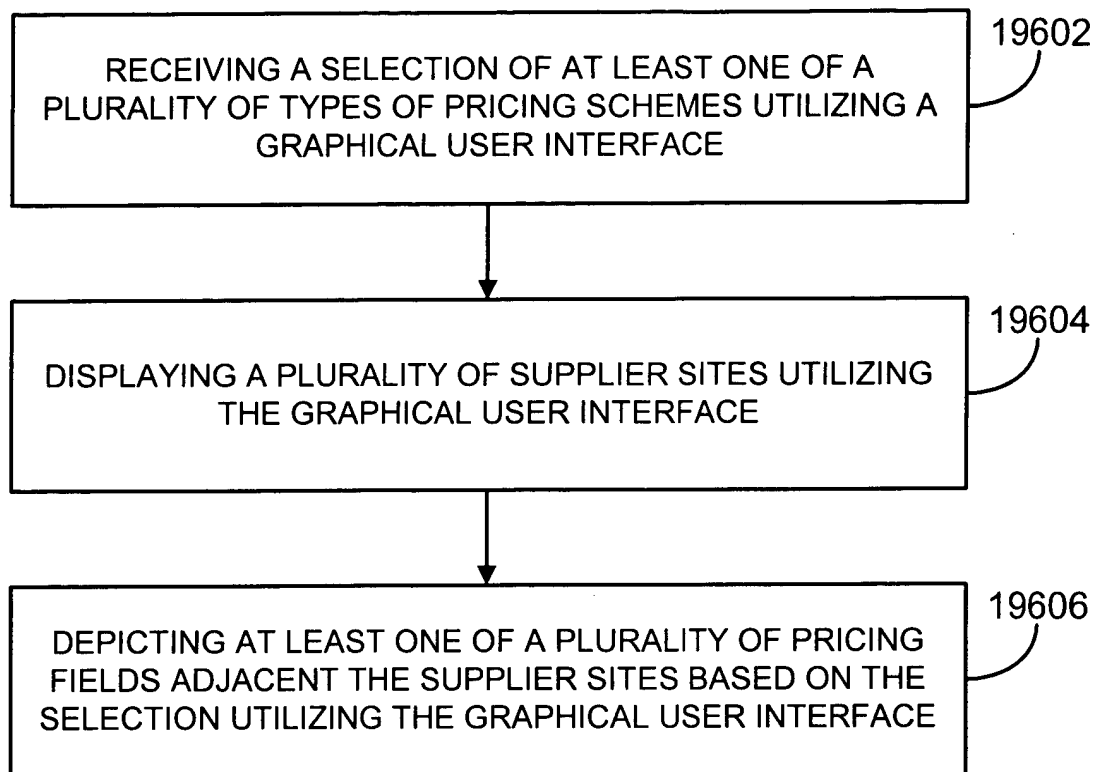 19602
RECEIVING A SELECTION OF AT LEAST ONE OF A
PLURALITY OF TYPES OF PRICING SCHEMES UTILIZING A
GRAPHICAL USER INTERFACE
19604
DISPLAYING A PLURALITY OF SUPPLIER SITES UTILIZING
THE GRAPHICAL USER INTERFACE
19606
DEPICTING AT LEAST ONE OF A PLURALITY OF PRICING
FIELDS ADJACENT THE SUPPLIER SITES BASED ON THE
SELECTION UTILIZING THE GRAPHICAL USER INTERFACE